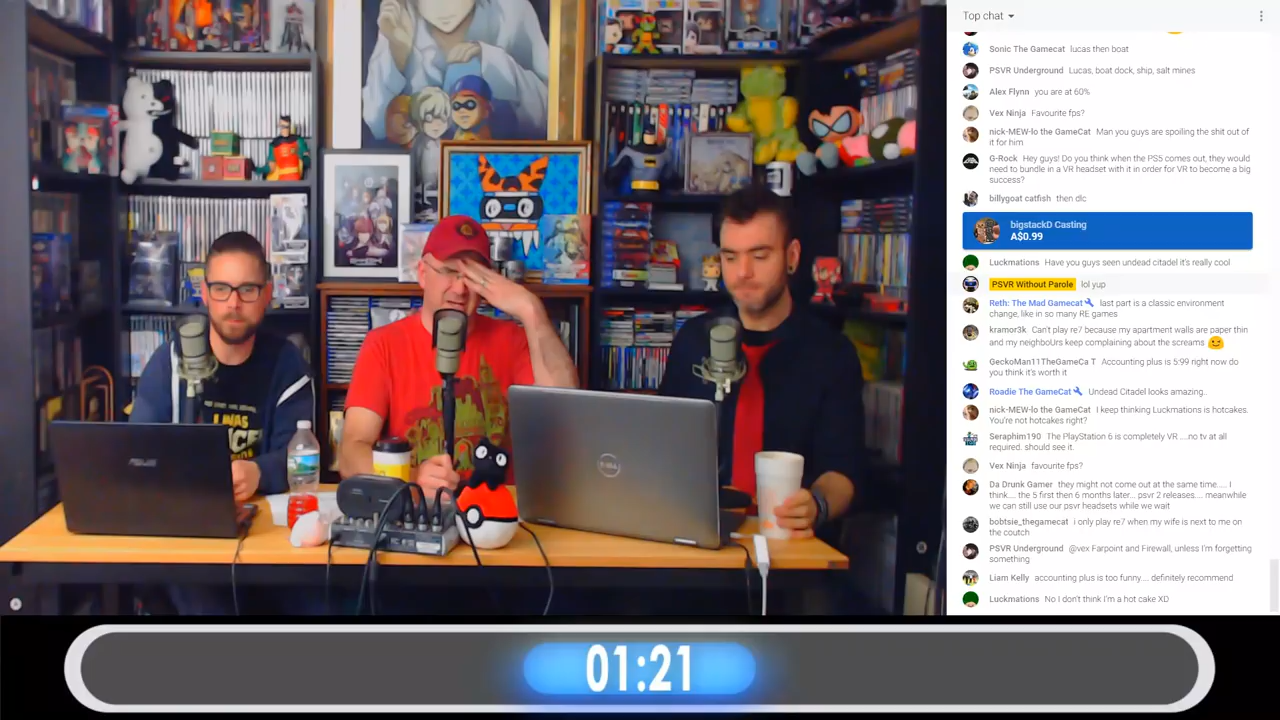 Top chat
Sonic The Gamecat lucas then boat
PSVR Underground Lucas, boat dock, ship, salt mines
Alex Flynn you are at 60%
Vex Ninja Favourite fps?
nick-MEW-lo the GameCat Man you guys are spoiling the shit out of
it for him
G-Rock Hey guys! Do you think when the PS5 comes out, they would
need to bundle in a VR headset with it in order for VR to become a big
success?
billygoat catfish then dlc
bigstackD Casting
A$0.99
Luckmations Have you guys seen undead citadel it's really cool
PSVR Without Parole lol yup
Reth: The Mad Gamecat last part is a classic environment
change, like in so many RE games
kramor3k Can't play re7 because my apartment walls are paper thin
and my neighboUrs keep complaining about the screams
GeckoMan11TheGameCa T Accounting plus is 5:99 right now do
you think it's worth it
Roadie The GameCat Undead Citadel looks amazing..
nick-MEW-lo the GameCat I keep thinking Luckmations is hotcakes.
You're not hotcakes right?
Seraphim190 The PlayStation 6 is completely VR ....no tv at all
required. should see it.
Vex Ninja favourite fps?
Da Drunk Gamer they might not come out at the same time..... I
think.... the 5 first then 6 months later... psvr 2 releases..... meanwhile
we can still use our psvr headsets while we wait
bobtsie_thegamecat i only play re7 when my wife is next to me on
the coutch
PSVR Underground @vex Farpoint and Firewall, unless I'm forgetting
something
Liam Kelly accounting plus is too funny.... definitely recommend
Luckmations No I don't think I'm a hot cake XD
I WAS
ASUS
DELL
01:21